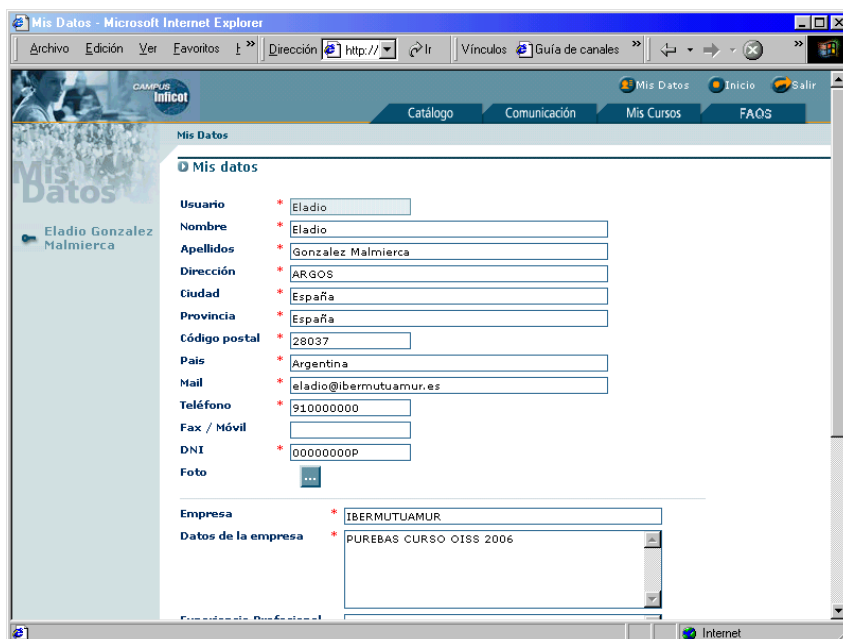 Mis Datos - Microsoft Internet Explorer
Archivo Edición Ver Favoritos » Dirección http:// Ir Vínculos Guía de canales » »
CAMPUS
Inficot
Mis Datos Inicio Salir
Catálogo Comunicación Mis Cursos FAQS
Mis Datos
Mis
Datos
Eladio Gonzalez
Malmierca
Mis datos
Usuario * Eladio
Nombre * Eladio
Apellidos * Gonzalez Malmierca
Dirección * ARGOS
Ciudad * España
Provincia * España
Código postal * 28037
Pais * Argentina
Mail * eladio@ibermutuamur.es
Teléfono * 910000000
Fax / Móvil
DNI * 00000000P
Foto ...
Empresa * IBERMUTUAMUR
Datos de la empresa * PUREBAS CURSO OISS 2006
Experiencia Profesional
Internet